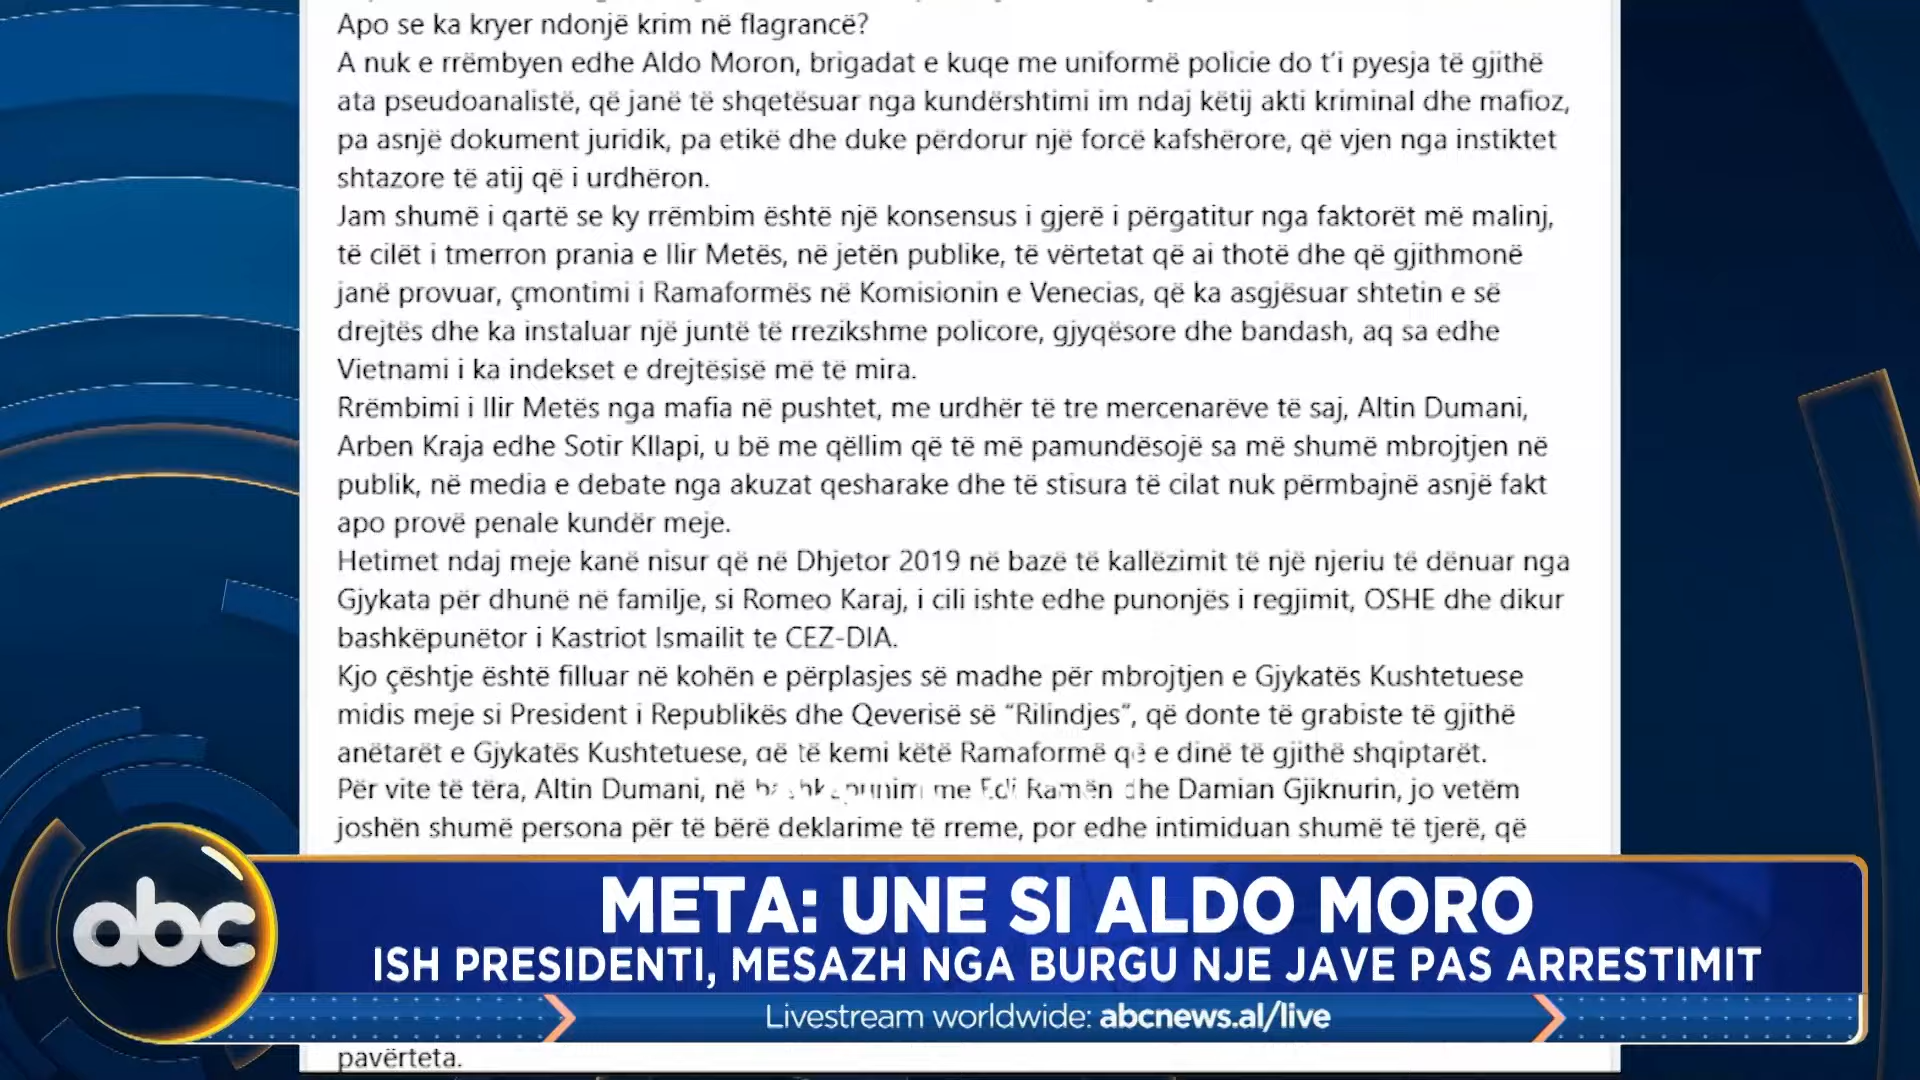 Apo se ka kryer ndonjë krim në flagrancë?
A nuk e rrëmbyen edhe Aldo Moron, brigadat e kuqe me uniformë policie do t'i pyesja të gjithë
ata pseudoanalistë, që janë të shqetësuar nga kundërshtimi im ndaj këtij akti kriminal dhe mafioz,
pa asnjë dokument juridik, pa etikë dhe duke përdorur një forcë kafshërore, që vjen nga instiktet
shtazore të atij që i urdhëron.
Jam shumë i qartë se ky rrëmbim është një konsensus i gjerë i përgatitur nga faktorët më malinj,
të cilët i tmerron prania e Ilir Metës, në jetën publike, të vërtetat që ai thotë dhe që gjithmonë
janë provuar, çmontimi i Ramaformës në Komisionin e Venecias, që ka asgjësuar shtetin e së
drejtës dhe ka instaluar një juntë të rrezikshme policore, gjyqësore dhe bandash, aq sa edhe
Vietnami i ka indekset e drejtësisë më të mira.
Rrëmbimi i Ilir Metës nga mafia në pushtet, me urdhër të tre mercenarëve të saj, Altin Dumani,
Arben Kraja edhe Sotir Kllapi, u bë me qëllim që të më pamundësojë sa më shumë mbrojtjen në
publik, në media e debate nga akuzat qesharake dhe të stisura të cilat nuk përmbajnë asnjë fakt
apo provë penale kundër meje.
Hetimet ndaj meje kanë nisur që në Dhjetor 2019 në bazë të kallëzimit të një njeriu të dënuar nga
Gjykata për dhunë në familje, si Romeo Karaj, i cili ishte edhe punonjës i regjimit, OSHE dhe dikur
bashkëpunëtor i Kastriot Ismailit te CEZ-DIA.
Kjo çështje është filluar në kohën e përplasjes së madhe për mbrojtjen e Gjykatës Kushtetuese
midis meje si President i Republikës dhe Qeverisë së “Rilindjes”, që donte të grabiste të gjithë
anëtarët e Gjykatës Kushtetuese, që të kemi këtë Ramaformë që e dinë të gjithë shqiptarët.
Për vite të tëra, Altin Dumani, në bashkëpunim me Edi Ramën dhe Damian Gjiknurin, jo vetëm
joshën shumë persona për të bërë deklarime të rreme, por edhe intimiduan shumë të tjerë, që
abc
META: UNE SI ALDO MORO
ISH PRESIDENTI, MESAZH NGA BURGU NJE JAVE PAS ARRESTIMIT
Livestream worldwide: abcnews.al/live
pavërteta.